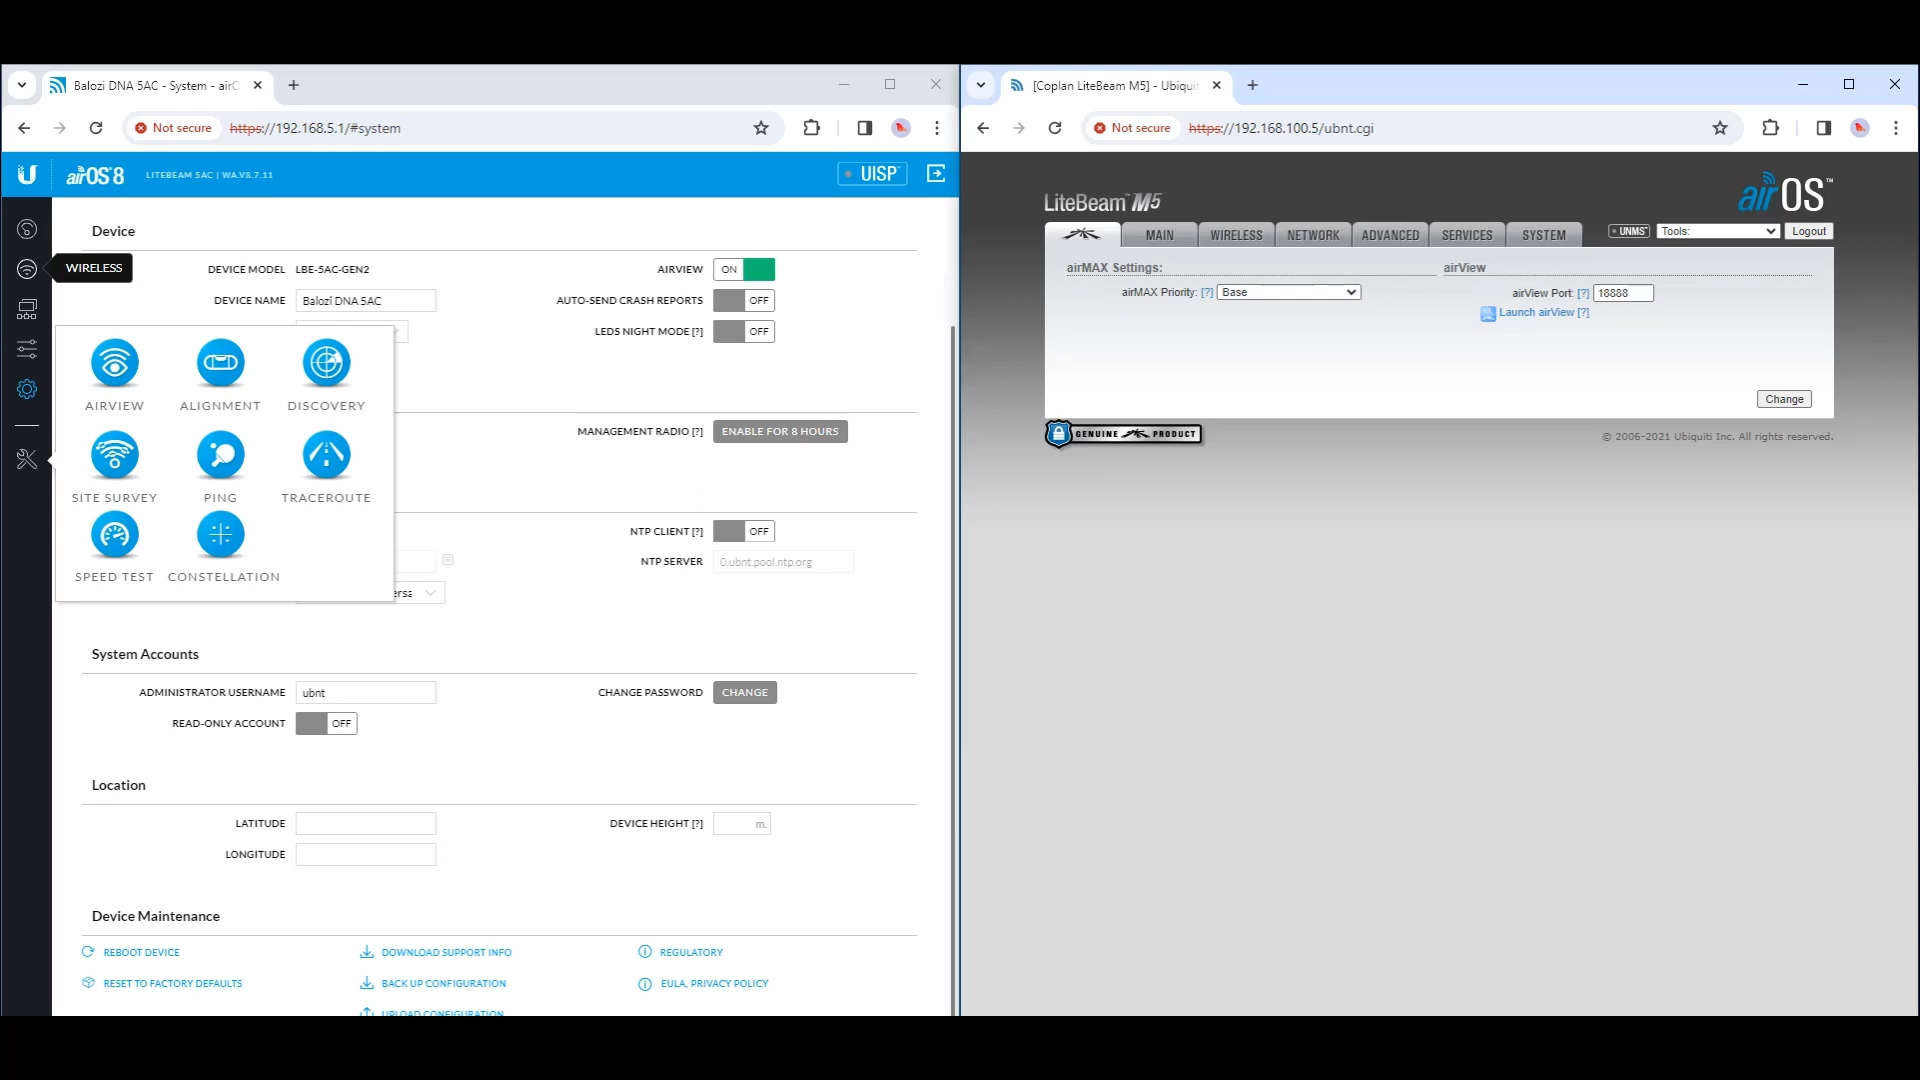 Balozi DNA 5AC - System - airO
Not secure
https://192.168.5.1/#system
airOS 8
LITEBEAM 5AC | WA.V8.7.11
UISP
Device
WIRELESS
DEVICE MODEL LBE-5AC-GEN2
AIRVIEW ON
DEVICE NAME Balozi DNA 5AC
AUTO-SEND CRASH REPORTS OFF
LEDS NIGHT MODE [?] OFF
AIRVIEW ALIGNMENT DISCOVERY
MANAGEMENT RADIO [?] ENABLE FOR 8 HOURS
SITE SURVEY PING TRACEROUTE
NTP CLIENT [?] OFF
NTP SERVER 0.ubnt.pool.ntp.org
SPEED TEST CONSTELLATION
ersa
System Accounts
ADMINISTRATOR USERNAME ubnt
CHANGE PASSWORD CHANGE
READ-ONLY ACCOUNT OFF
Location
LATITUDE
DEVICE HEIGHT [?] m.
LONGITUDE
Device Maintenance
REBOOT DEVICE
DOWNLOAD SUPPORT INFO
REGULATORY
RESET TO FACTORY DEFAULTS
BACK UP CONFIGURATION
EULA, PRIVACY POLICY
UPLOAD CONFIGURATION
[Coplan LiteBeam M5] - Ubiquit
Not secure
https://192.168.100.5/ubnt.cgi
LiteBeam™ M5
airOS™
MAIN WIRELESS NETWORK ADVANCED SERVICES SYSTEM
UNMS™ Tools: Logout
airMAX Settings:
airMAX Priority: [?] Base
airView
airView Port: [?] 18888
Launch airView [?]
Change
GENUINE PRODUCT
© 2006-2021 Ubiquiti Inc. All rights reserved.